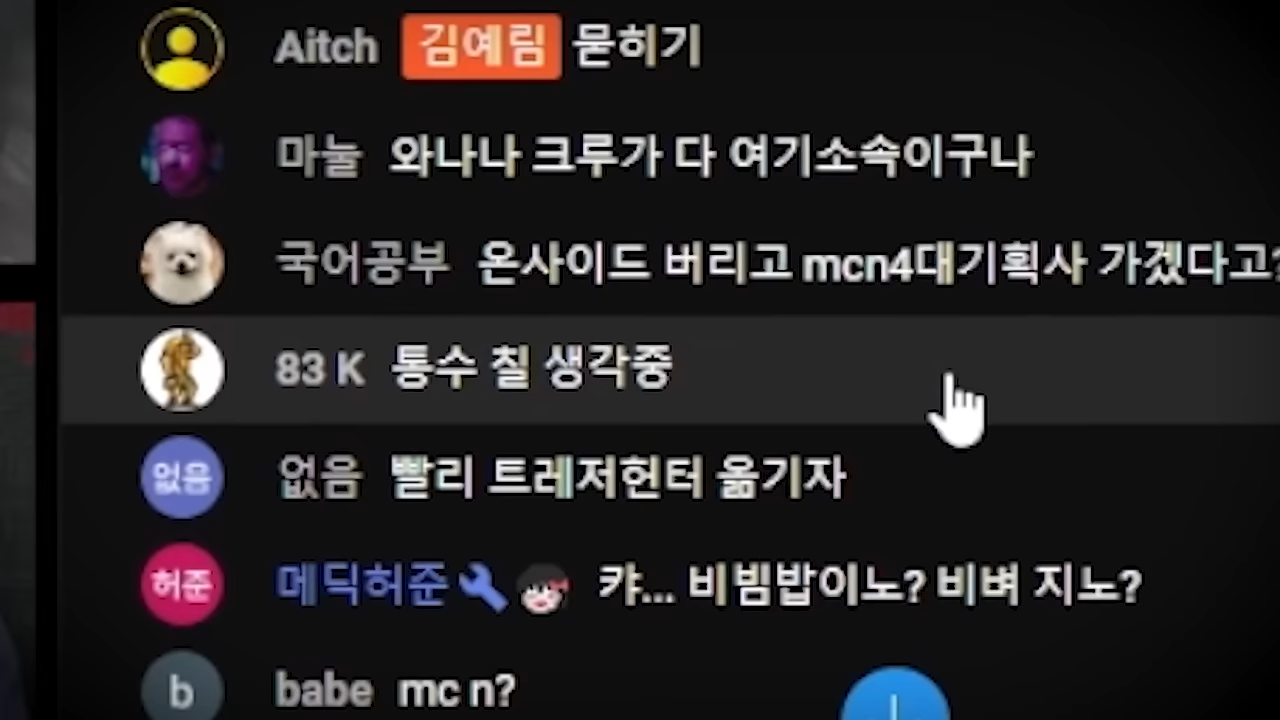 Aitch 김예림 묻히기
마눌 와나나 크루가 다 여기소속이구나
국어공부 온사이드 버리고 mcn4대기획사 가겠다고?
83 K 통수 칠 생각중
없음 없음 빨리 트레저헌터 옮기자
허준 메딕허준 캬... 비빔밥이노? 비벼 지노?
b babe mc n?